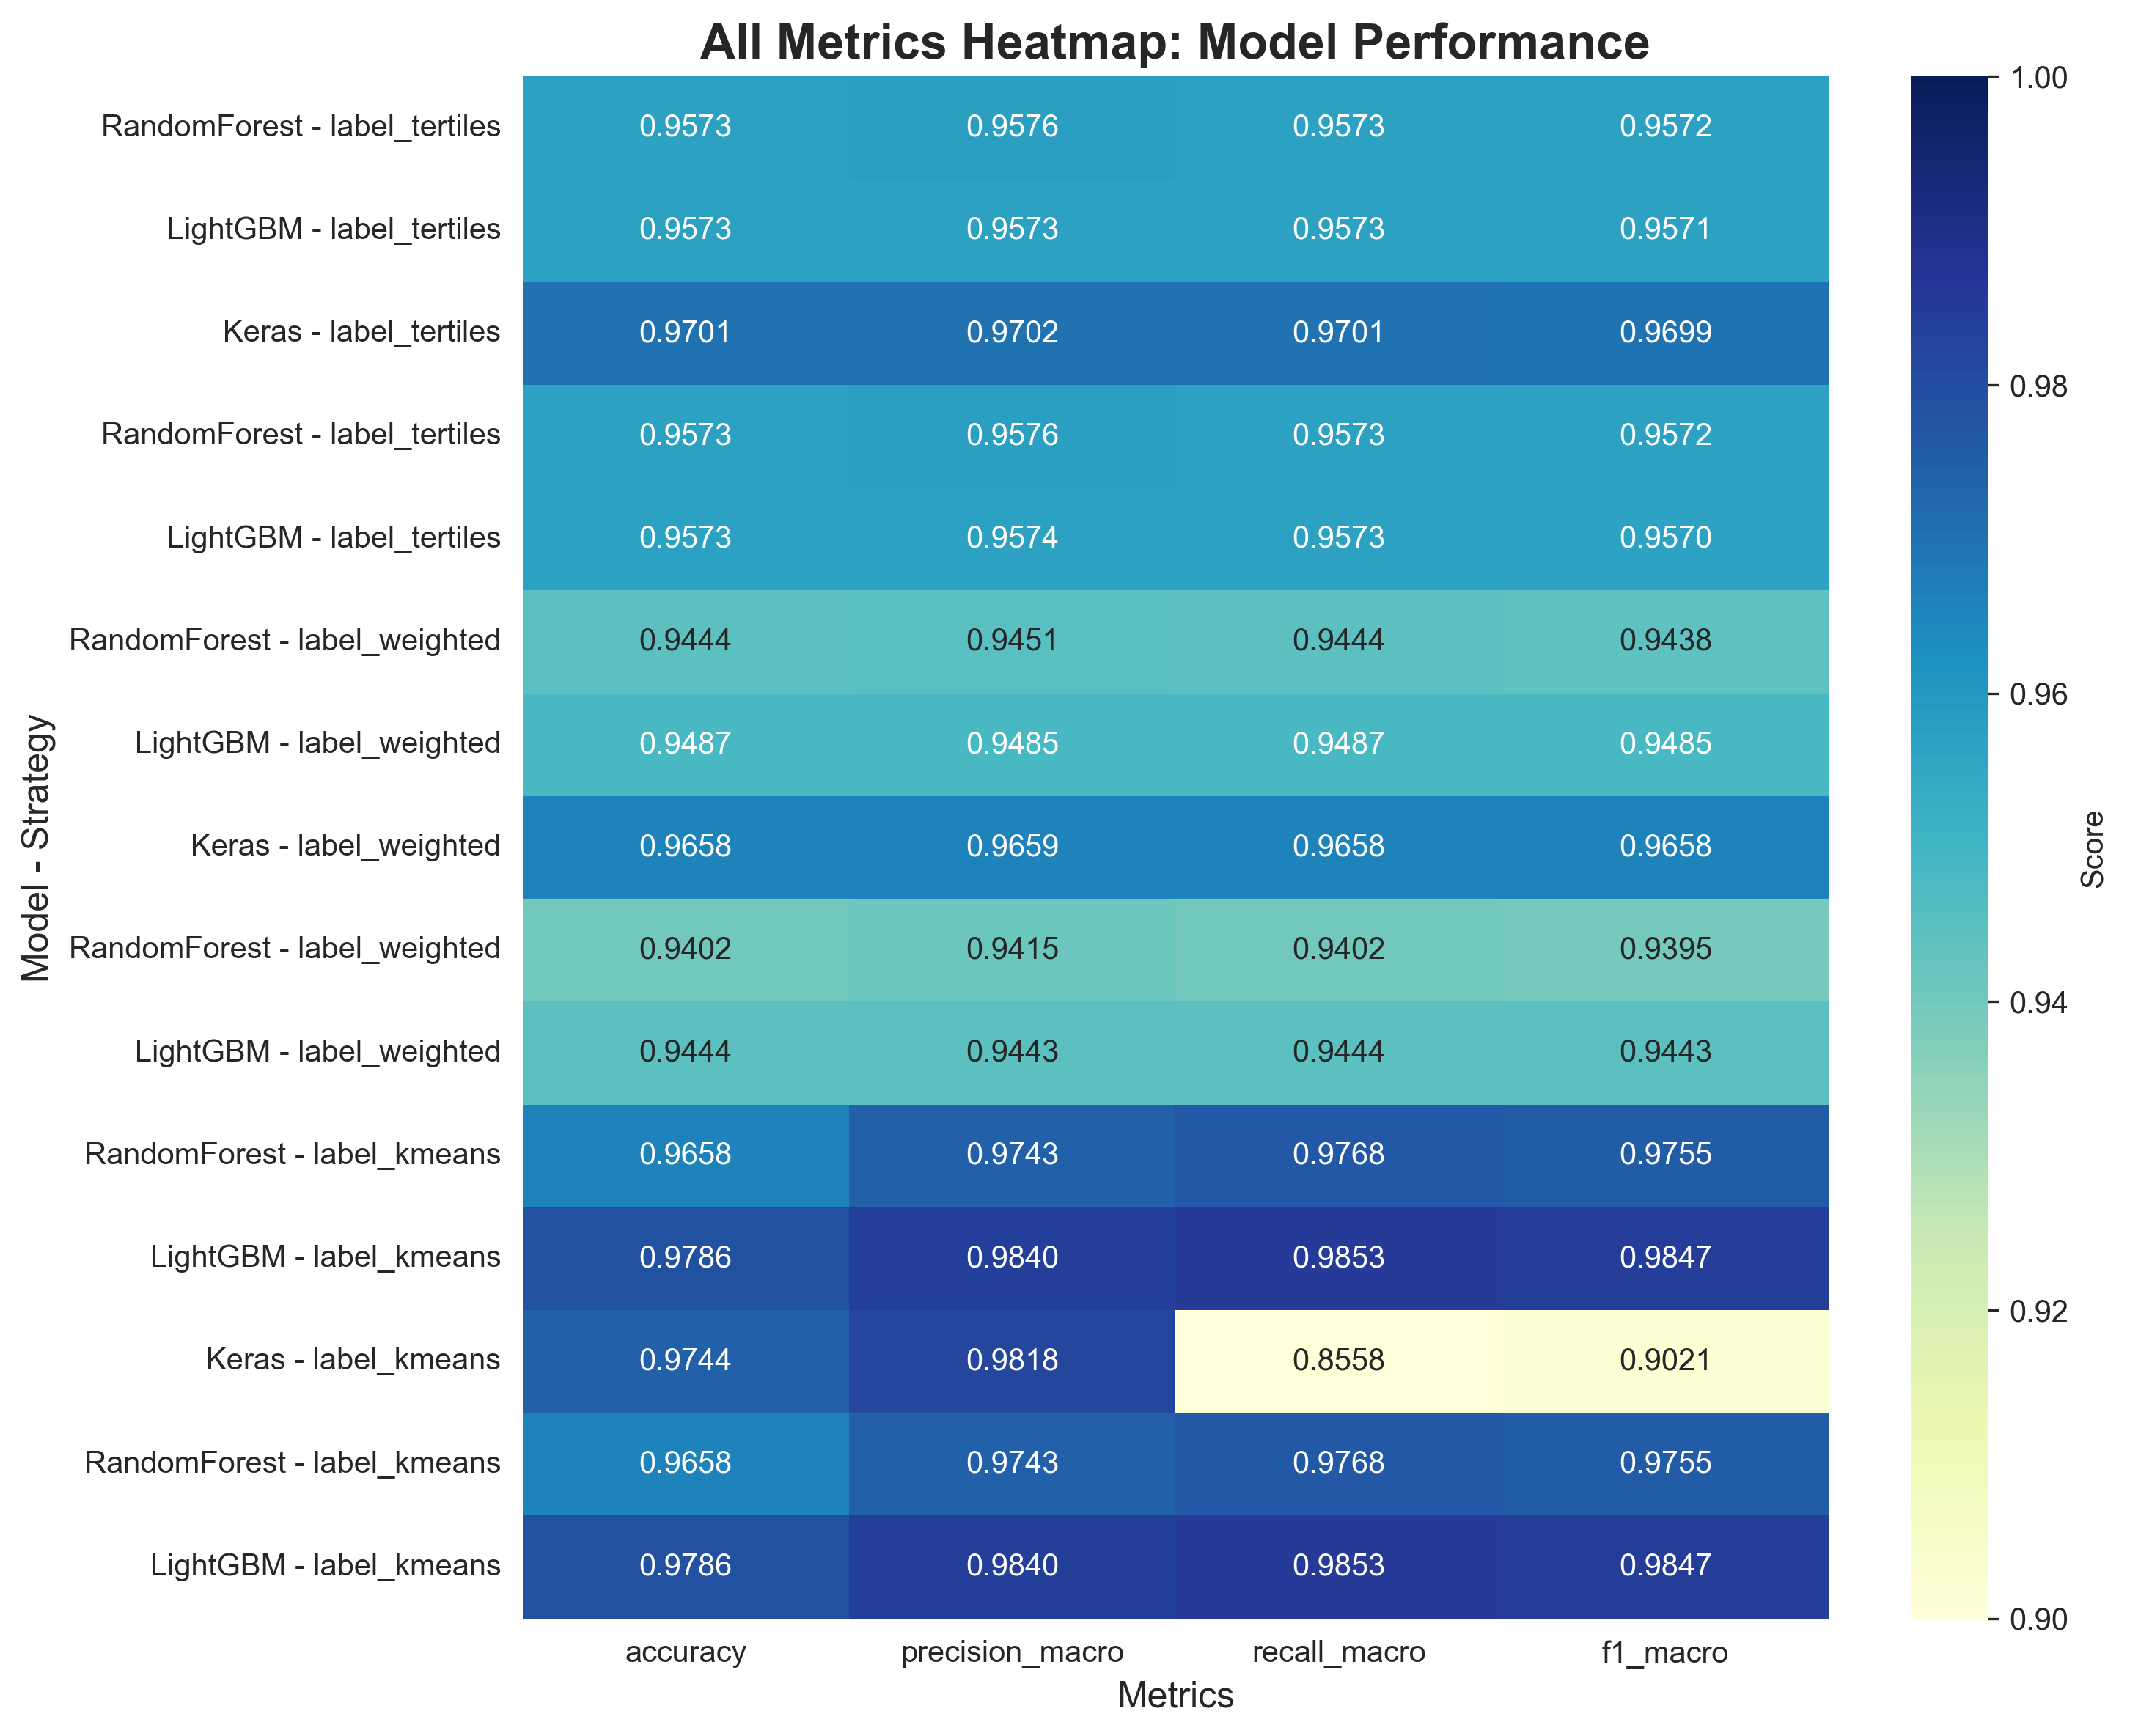 All Metrics Heatmap: Model Performance
RandomForest - label_tertiles 0.9573 0.9576 0.9573 0.9572
LightGBM - label_tertiles 0.9573 0.9573 0.9573 0.9571
Keras - label_tertiles 0.9701 0.9702 0.9701 0.9699
RandomForest - label_tertiles 0.9573 0.9576 0.9573 0.9572
LightGBM - label_tertiles 0.9573 0.9574 0.9573 0.9570
RandomForest - label_weighted 0.9444 0.9451 0.9444 0.9438
LightGBM - label_weighted 0.9487 0.9485 0.9487 0.9485
Keras - label_weighted 0.9658 0.9659 0.9658 0.9658
RandomForest - label_weighted 0.9402 0.9415 0.9402 0.9395
LightGBM - label_weighted 0.9444 0.9443 0.9444 0.9443
RandomForest - label_kmeans 0.9658 0.9743 0.9768 0.9755
LightGBM - label_kmeans 0.9786 0.9840 0.9853 0.9847
Keras - label_kmeans 0.9744 0.9818 0.8558 0.9021
RandomForest - label_kmeans 0.9658 0.9743 0.9768 0.9755
LightGBM - label_kmeans 0.9786 0.9840 0.9853 0.9847
accuracy precision_macro recall_macro f1_macro
Metrics
Model - Strategy
1.00
0.98
0.96
0.94
0.92
0.90
Score